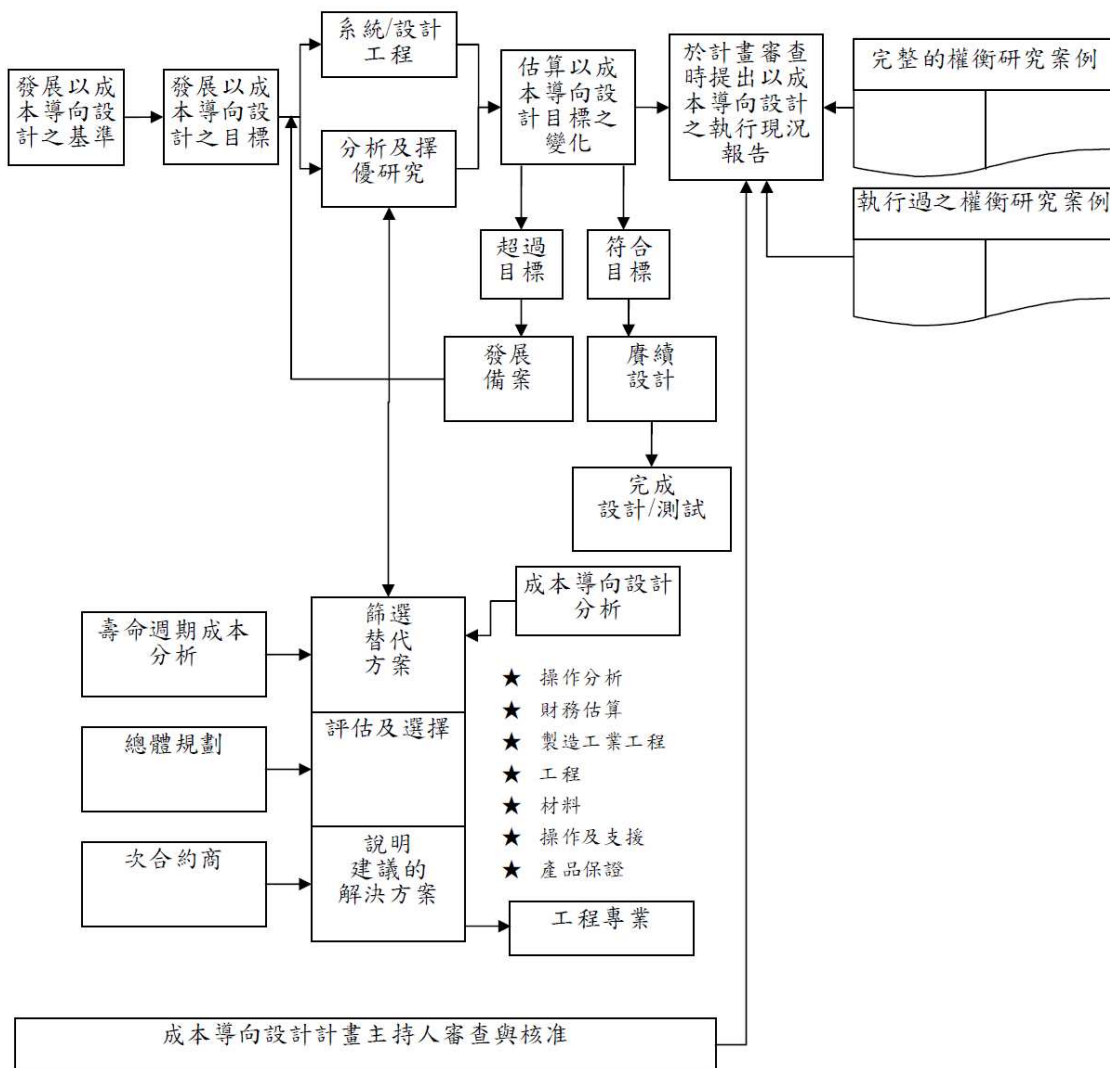 發展以成
本導向設
計之基準
發展以成
本導向設
計之目標
系統/設計
工程
分析及擇
優研究
估算以成
本導向設
計目標之
變化
於計畫審查
時提出以成
本導向設計
之執行現況
報告
完整的權衡研究案例
執行過之權衡研究案例
超過
目標
符合
目標
發展
備案
賡續
設計
完成
設計/測試
成本導向設計
分析
壽命週期成本
分析
篩選
替代
方案
總體規劃
評估及選擇
次合約商
說明
建議的
解決方案
★ 操作分析
★ 財務估算
★ 製造工業工程
★ 工程
★ 材料
★ 操作及支援
★ 產品保證
工程專業
成本導向設計計畫主持人審查與核准